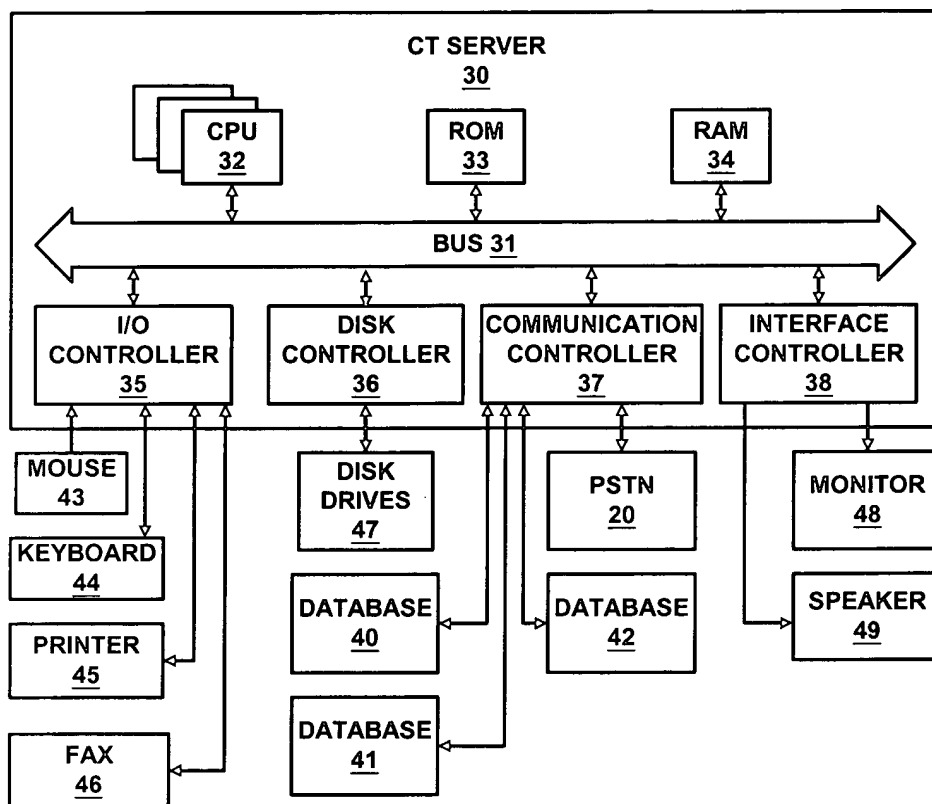 CT SERVER
30
CPU
32
ROM
33
RAM
34
BUS 31
I/O
CONTROLLER
35
DISK
CONTROLLER
36
COMMUNICATION
CONTROLLER
37
INTERFACE
CONTROLLER
38
MOUSE
43
DISK
DRIVES
47
PSTN
20
MONITOR
48
KEYBOARD
44
DATABASE
40
DATABASE
42
SPEAKER
49
PRINTER
45
DATABASE
41
FAX
46